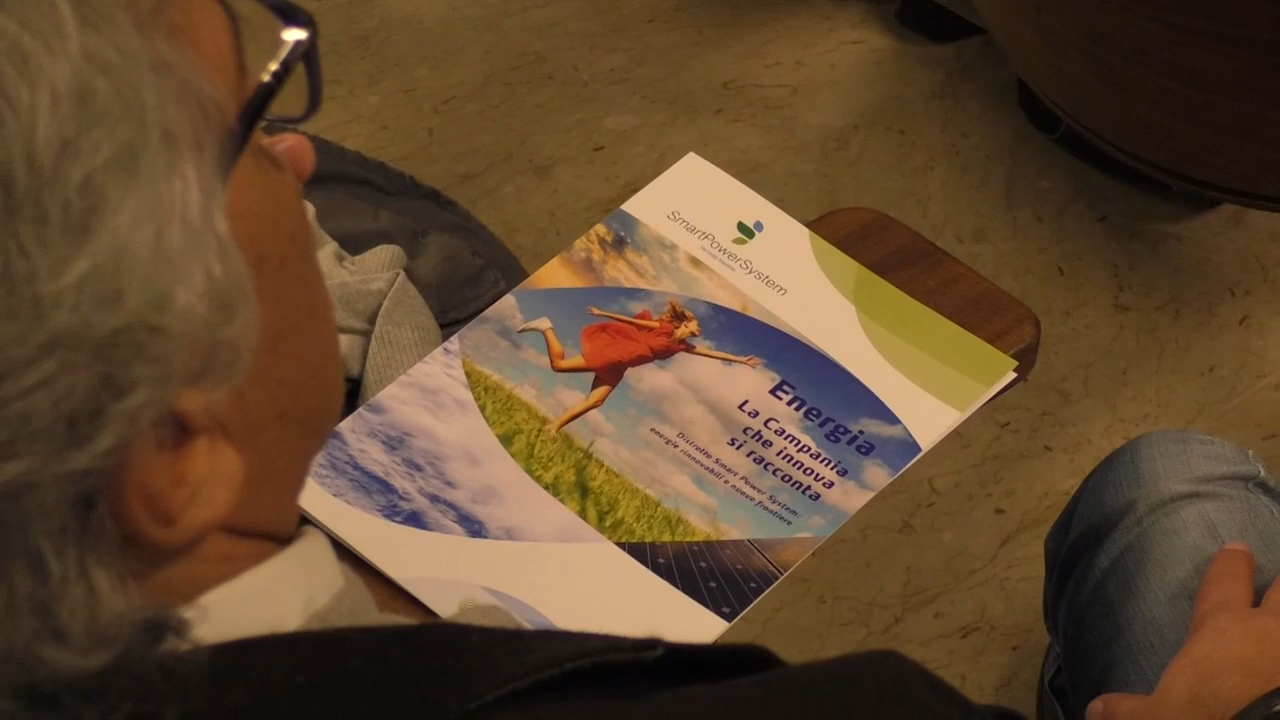 SmartPowerSystem
Energia
La Campania
che innova
si racconta
Distretto Smart Power System:
energie rinnovabili e nuove frontiere